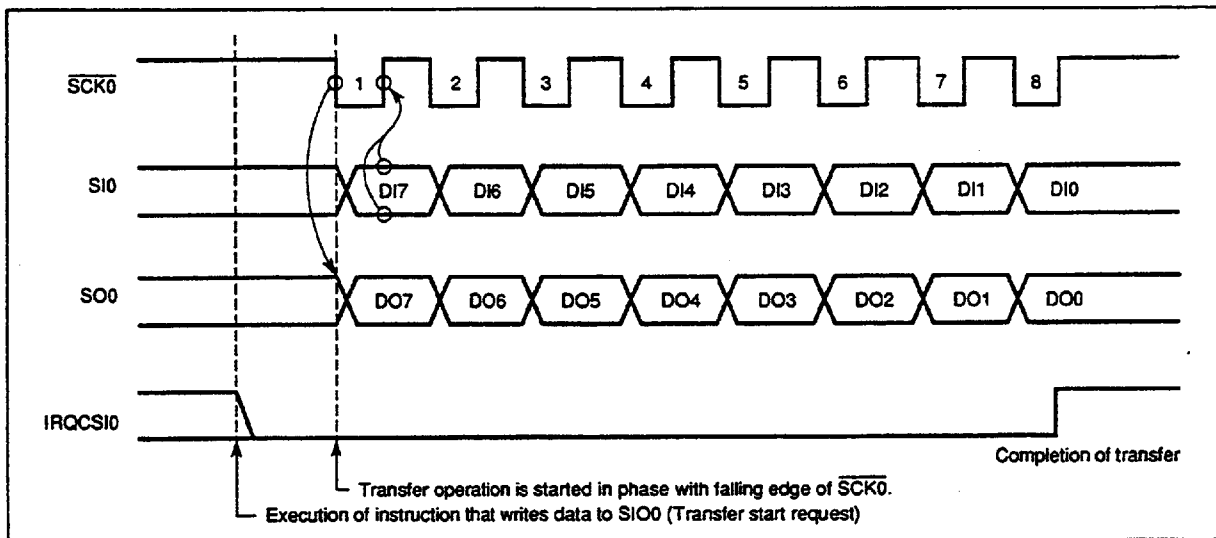 SCK0 1 2 3 4 5 6 7 8
SI0 DI7 DI6 DI5 DI4 DI3 DI2 DI1 DI0
SO0 DO7 DO6 DO5 DO4 DO3 DO2 DO1 DO0
IRQCSI0
Completion of transfer
Transfer operation is started in phase with falling edge of SCK0.
Execution of instruction that writes data to SIO0 (Transfer start request)